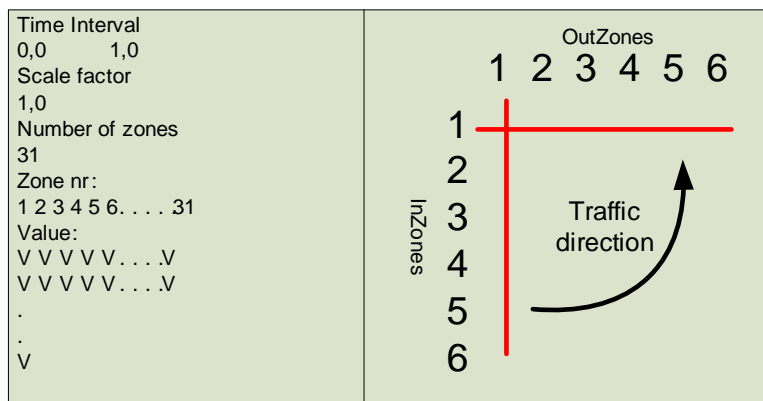 Time Interval
0,0 1,0
Scale factor
1,0
Number of zones
31
Zone nr:
1 2 3 4 5 6. . . . .31
Value:
V V V V V . . . .V
V V V V V . . . .V
.
.
V
OutZones
1 2 3 4 5 6
InZones
1
2
3
4
5
6
Traffic
direction